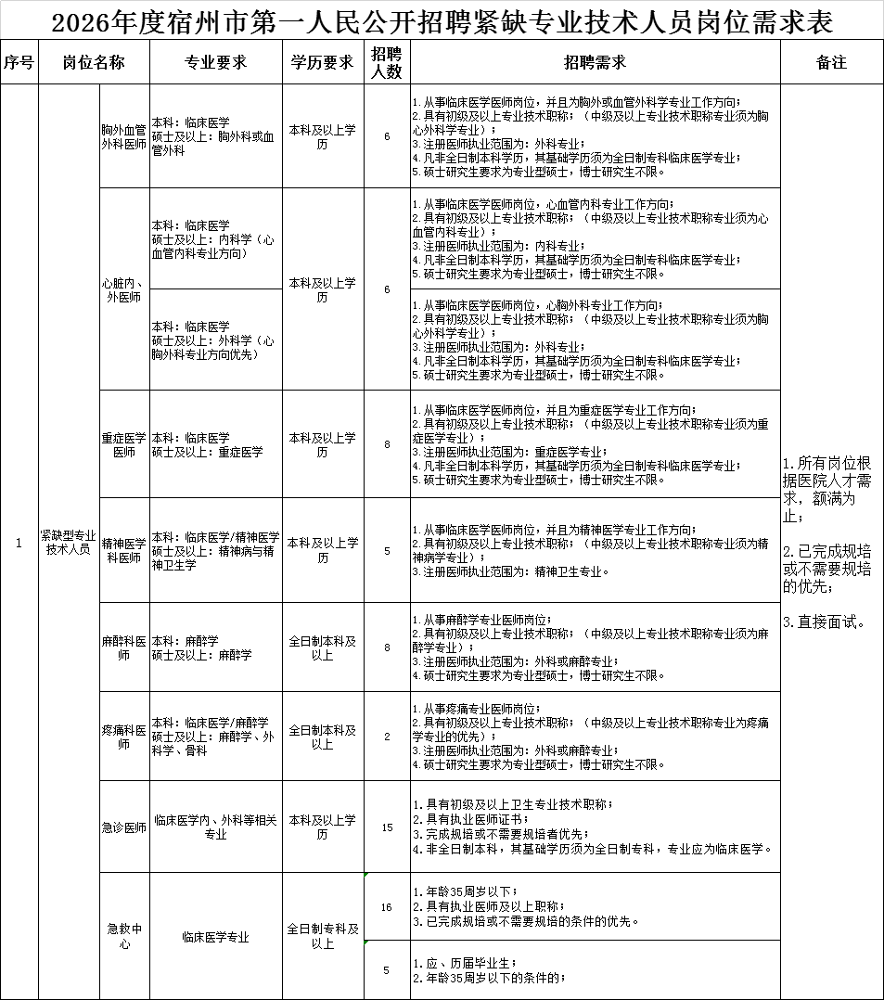 2026年度宿州市第一人民公开招聘紧缺专业技术人员岗位需求表
序号
岗位名称
专业要求
学历要求
招聘
人数
招聘需求
备注
1
紧缺型专业
技术人员
胸外血管
外科医师
本科：临床医学
硕士及以上：胸外科或血
管外科
本科及以上学
历
6
1.从事临床医学医师岗位，并且为胸外或血管外科学专业工作方向；
2.具有初级及以上专业技术职称；（中级及以上专业技术职称专业须为胸
心外科学专业）；
3.注册医师执业范围为：外科专业；
4.凡非全日制本科学历，其基础学历须为全日制专科临床医学专业；
5.硕士研究生要求为专业型硕士，博士研究生不限。
心脏内、
外医师
本科：临床医学
硕士及以上：内科学（心
血管内科专业方向）
本科及以上学
历
6
1.从事临床医学医师岗位，心血管内科专业工作方向；
2.具有初级及以上专业技术职称；（中级及以上专业技术职称专业须为心
血管内科专业）；
3.注册医师执业范围为：内科专业；
4.凡非全日制本科学历，其基础学历须为全日制专科临床医学专业；
5.硕士研究生要求为专业型硕士，博士研究生不限。
本科：临床医学
硕士及以上：外科学（心
胸外科专业方向优先）
1.从事临床医学医师岗位，心胸外科专业工作方向；
2.具有初级及以上专业技术职称；（中级及以上专业技术职称专业须为胸
心外科学专业）；
3.注册医师执业范围为：外科专业；
4.凡非全日制本科学历，其基础学历须为全日制专科临床医学专业；
5.硕士研究生要求为专业型硕士，博士研究生不限。
重症医学
医师
本科：临床医学
硕士及以上：重症医学
本科及以上学
历
8
1.从事临床医学医师岗位，并且为重症医学专业工作方向；
2.具有初级及以上专业技术职称；（中级及以上专业技术职称专业须为重
症医学专业）；
3.注册医师执业范围为：重症医学专业；
4.凡非全日制本科学历，其基础学历须为全日制专科临床医学专业；
5.硕士研究生要求为专业型硕士，博士研究生不限。
精神医学
科医师
本科：临床医学/精神医学
硕士及以上：精神病与精
神卫生学
本科及以上学
历
5
1.从事临床医学医师岗位，并且为精神医学专业工作方向；
2.具有初级及以上专业技术职称；（中级及以上专业技术职称专业须为精
神病学专业）；
3.注册医师执业范围为：精神卫生专业。
麻醉科医
师
本科：麻醉学
硕士及以上：麻醉学
全日制本科及
以上
8
1.从事麻醉学专业医师岗位；
2.具有初级及以上专业技术职称；（中级及以上专业技术职称专业须为麻
醉学专业）；
3.注册医师执业范围为：外科或麻醉专业；
4.硕士研究生要求为专业型硕士，博士研究生不限。
疼痛科医
师
本科：临床医学/麻醉学
硕士及以上：麻醉学、外
科学、骨科
全日制本科及
以上
2
1.从事疼痛专业医师岗位；
2.具有初级及以上专业技术职称；（中级及以上专业技术职称专业为疼痛
学专业的优先）；
3.注册医师执业范围为：外科或麻醉专业；
4.硕士研究生要求为专业型硕士，博士研究生不限。
急诊医师
临床医学内、外科等相关
专业
本科及以上学
历
15
1.具有初级及以上卫生专业技术职称；
2.具有执业医师证书；
3.完成规培或不需要规培者优先；
4.非全日制本科，其基础学历须为全日制专科，专业应为临床医学。
急救中
心
临床医学专业
全日制专科及
以上
16
1.年龄35周岁以下；
2.具有执业医师及以上职称；
3.已完成规培或不需要规培的条件的优先。
5
1.应、历届毕业生；
2.年龄35周岁以下的条件的；
1.所有岗位根
据医院人才需
求，额满为
止；
2.已完成规培
或不需要规培
的优先；
3.直接面试。